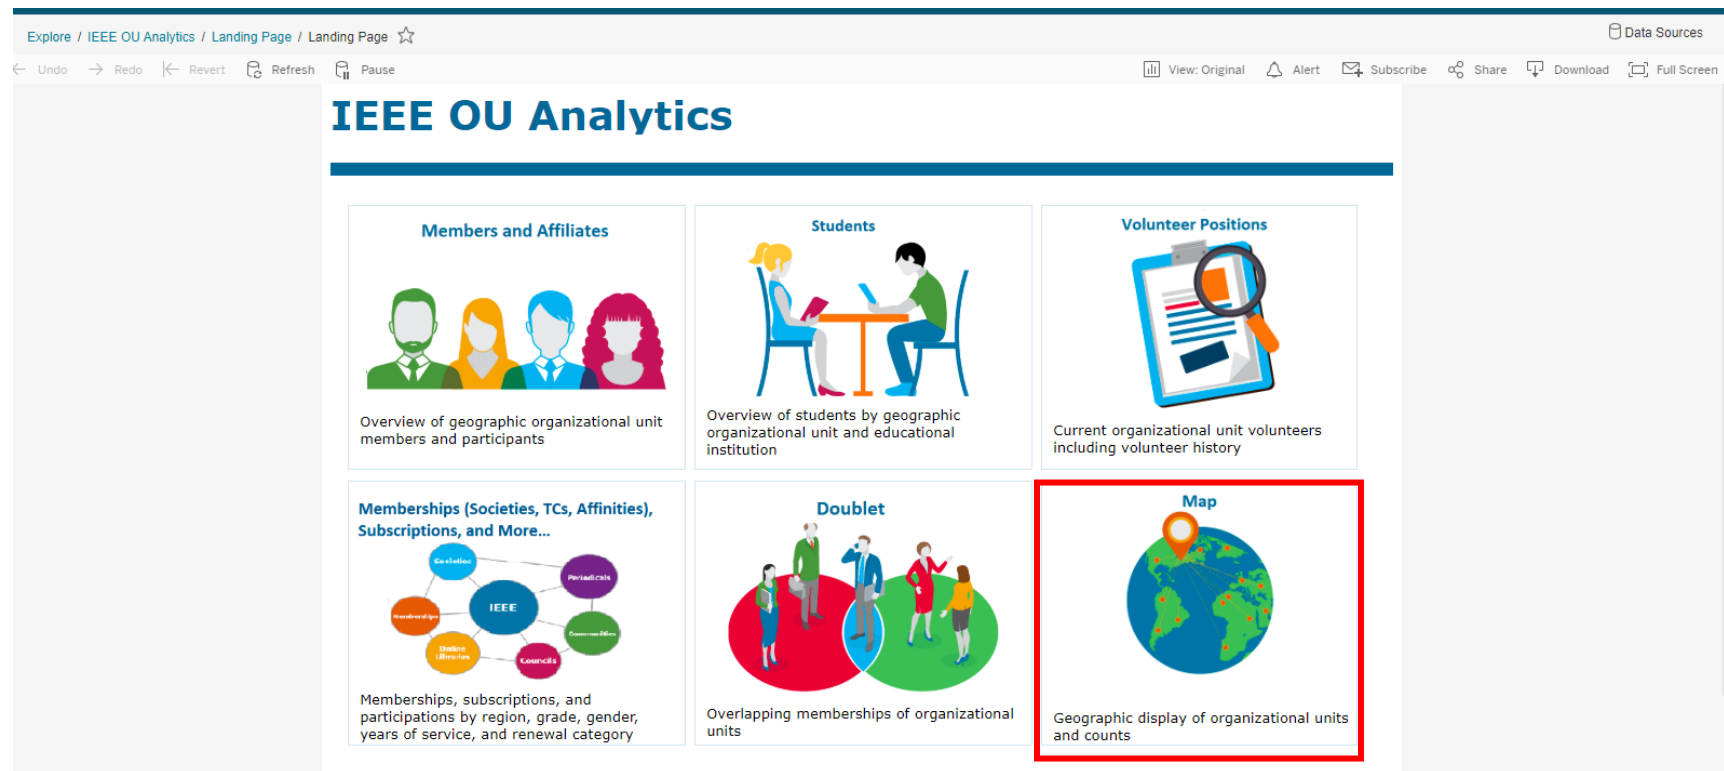 Explore / IEEE OU Analytics / Landing Page / Landing Page
Data Sources
Undo Redo Revert Refresh Pause
View: Original Alert Subscribe Share Download Full Screen
IEEE OU Analytics
Members and Affiliates
Overview of geographic organizational unit
members and participants
Students
Overview of students by geographic
organizational unit and educational
institution
Volunteer Positions
Current organizational unit volunteers
including volunteer history
Memberships (Societies, TCs, Affinities),
Subscriptions, and More...
Societies
Periodicals
IEEE
Memberships
Communities
Online
Libraries
Councils
Memberships, subscriptions, and
participations by region, grade, gender,
years of service, and renewal category
Doublet
Overlapping memberships of organizational
units
Map
Geographic display of organizational units
and counts